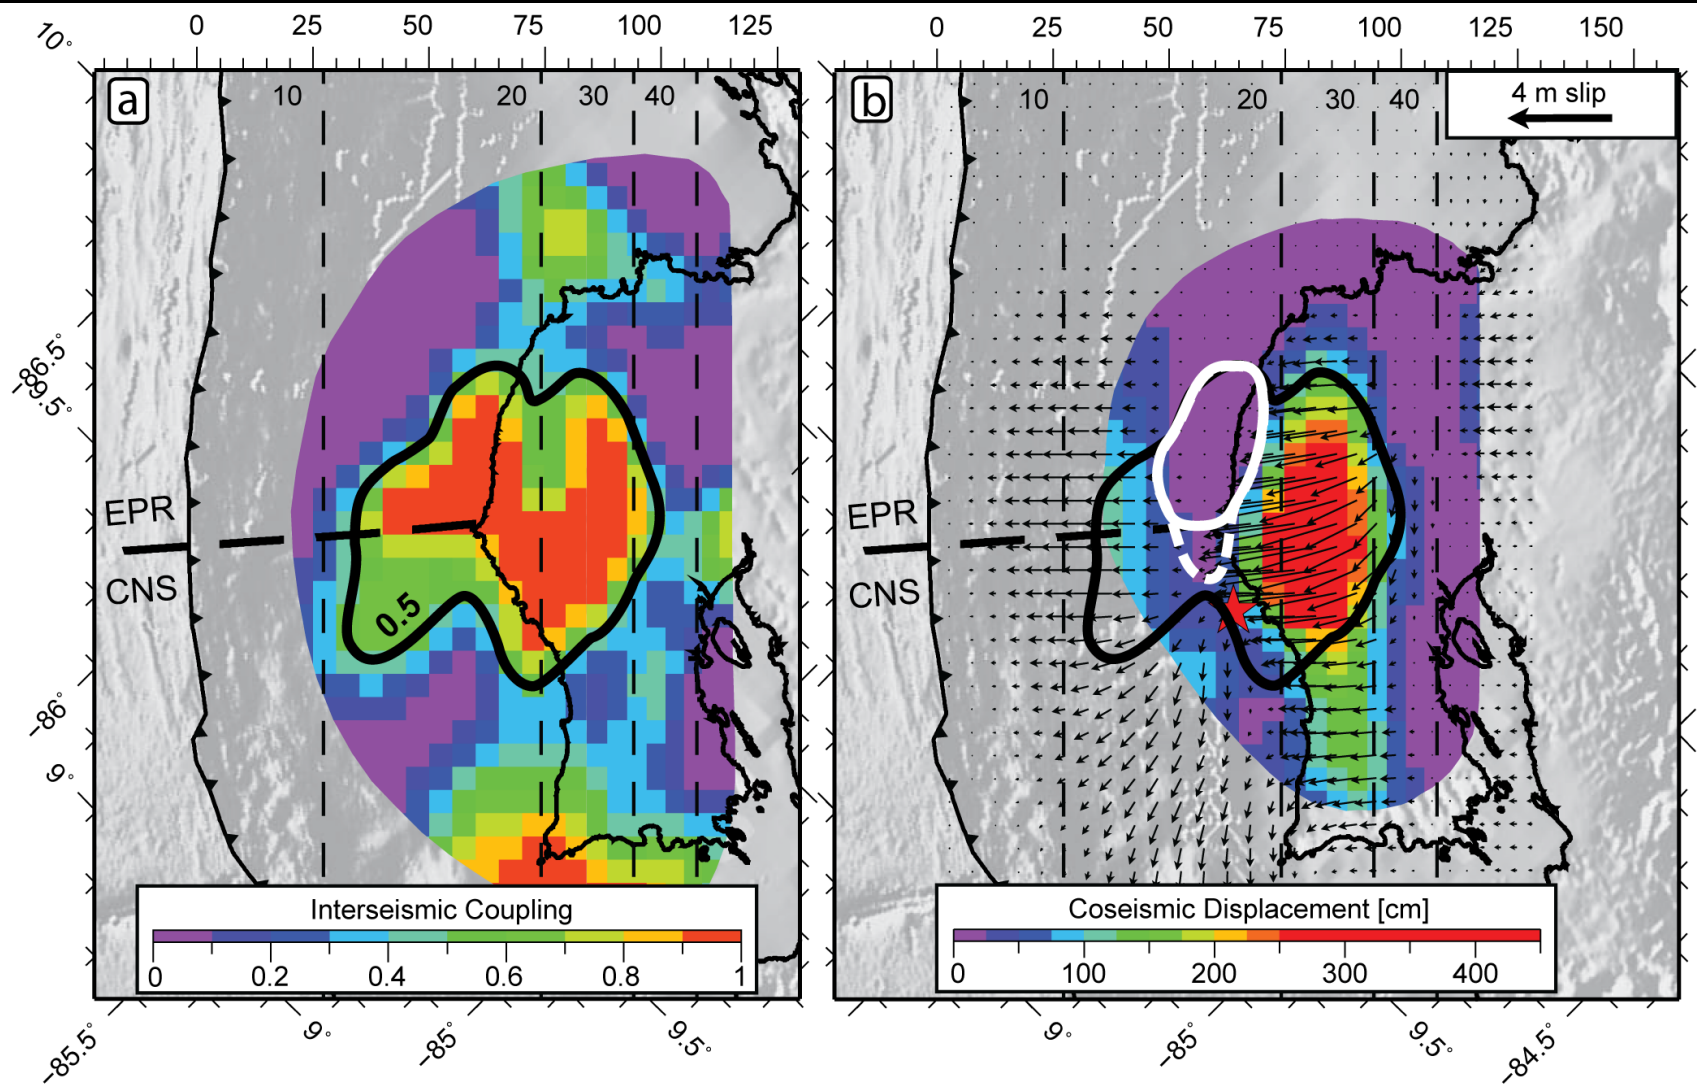 0 25 50 75 100 125
0 25 50 75 100 125 150
10°
a
10 20 30 40
b
10 20 30 40
4 m slip
−86.5°
−89.5°
EPR
CNS
0.5
EPR
CNS
−86°
9°
Interseismic Coupling
0 0.2 0.4 0.6 0.8 1
Coseismic Displacement [cm]
0 100 200 300 400
−85.5° 9° −85° 9.5°
9° −85° 9.5° −84.5°